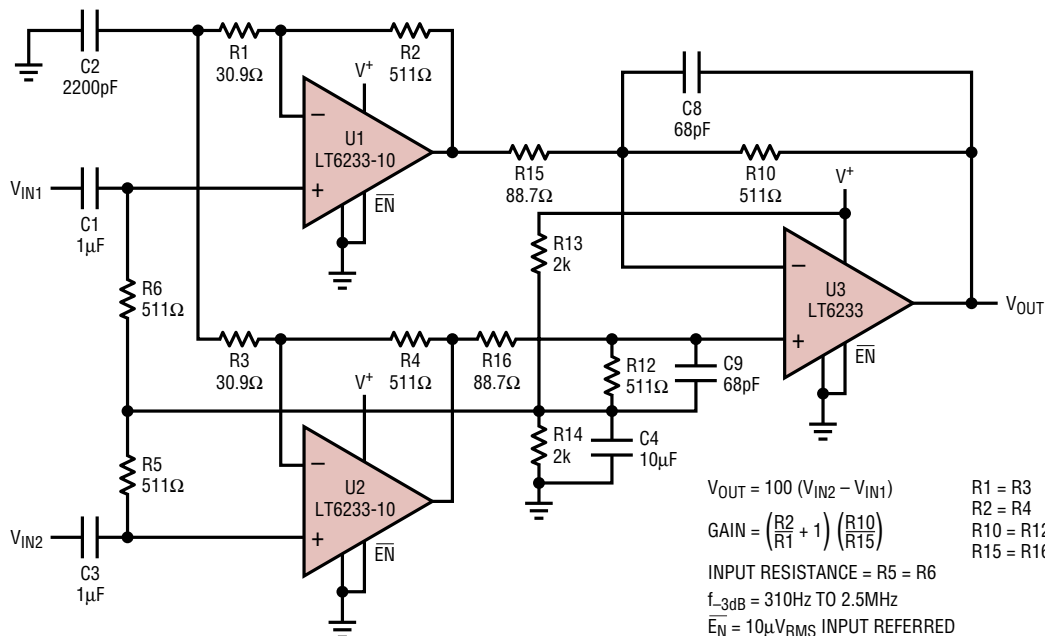 C2
2200pF
R1
30.9Ω
R2
511Ω
V+
−
U1
LT6233-10
+
EN
VIN1
C1
1µF
R6
511Ω
R15
88.7Ω
C8
68pF
R10
511Ω
V+
R13
2k
−
U3
LT6233
+
EN
VOUT
R3
30.9Ω
R4
511Ω
R16
88.7Ω
R12
511Ω
C9
68pF
V+
R14
2k
C4
10µF
R5
511Ω
−
U2
LT6233-10
+
EN
VIN2
C3
1µF
VOUT = 100 (VIN2 – VIN1)
GAIN = (R2/R1 + 1) (R10/R15)
INPUT RESISTANCE = R5 = R6
f–3dB = 310Hz TO 2.5MHz
EN = 10µVRMS INPUT REFERRED
R1 = R3
R2 = R4
R10 = R12
R15 = R16